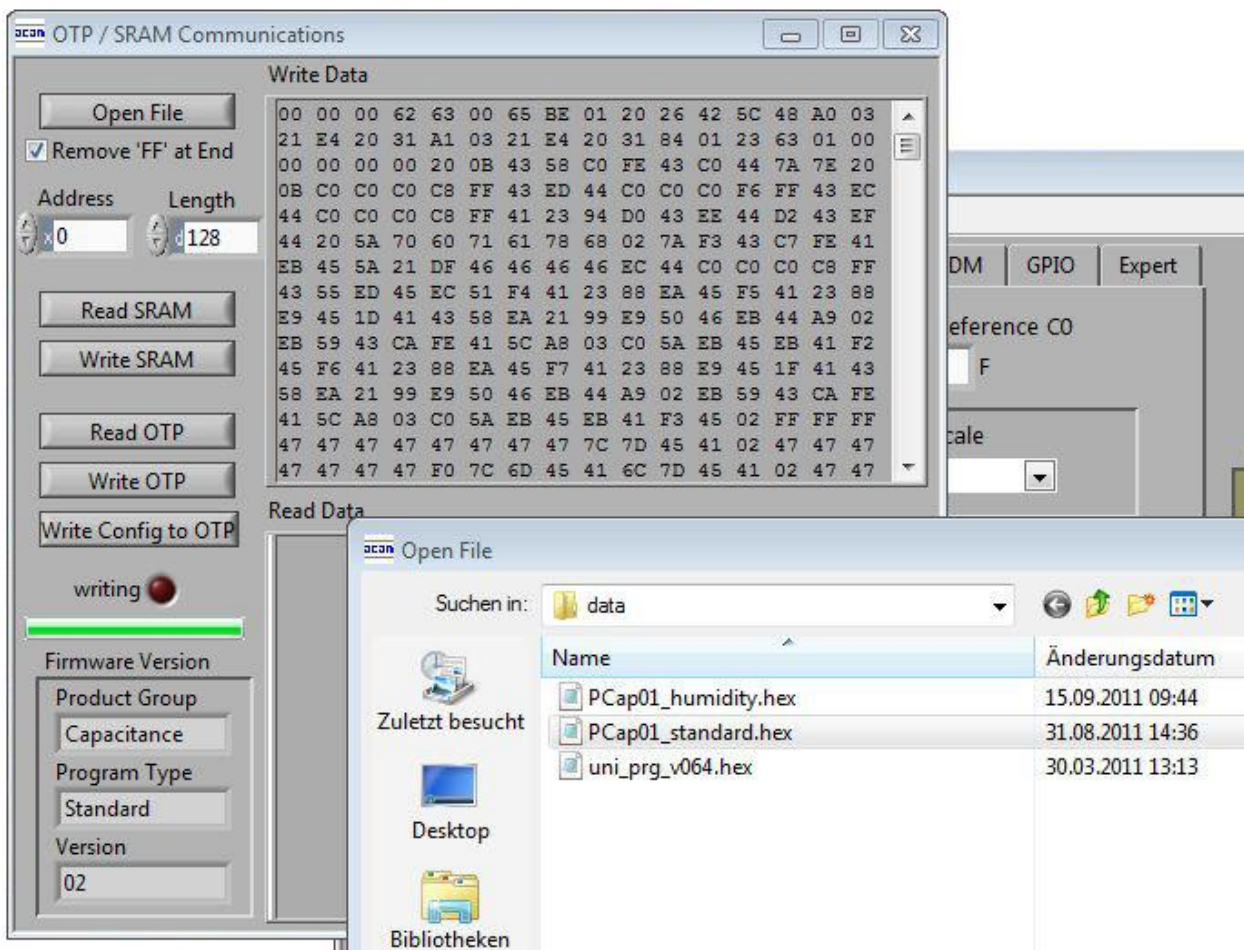 acan OTP / SRAM Communications
Open File
Remove 'FF' at End
Address Length
x 0 d 128
Read SRAM
Write SRAM
Read OTP
Write OTP
Write Config to OTP
writing
Firmware Version
Product Group
Capacitance
Program Type
Standard
Version
02
Write Data
00 00 00 62 63 00 65 BE 01 20 26 42 5C 48 A0 03
21 E4 20 31 A1 03 21 E4 20 31 84 01 23 63 01 00
00 00 00 00 20 0B 43 58 C0 FE 43 C0 44 7A 7E 20
0B C0 C0 C0 C8 FF 43 ED 44 C0 C0 C0 F6 FF 43 EC
44 C0 C0 C0 C8 FF 41 23 94 D0 43 EE 44 D2 43 EF
44 20 5A 70 60 71 61 78 68 02 7A F3 43 C7 FE 41
EB 45 5A 21 DF 46 46 46 46 EC 44 C0 C0 C0 C8 FF
43 55 ED 45 EC 51 F4 41 23 88 EA 45 F5 41 23 88
E9 45 1D 41 43 58 EA 21 99 E9 50 46 EB 44 A9 02
EB 59 43 CA FE 41 5C A8 03 C0 5A EB 45 EB 41 F2
45 F6 41 23 88 EA 45 F7 41 23 88 E9 45 1F 41 43
58 EA 21 99 E9 50 46 EB 44 A9 02 EB 59 43 CA FE
41 5C A8 03 C0 5A EB 45 EB 41 F3 45 02 FF FF FF
47 47 47 47 47 47 47 47 7C 7D 45 41 02 47 47 47
47 47 47 47 F0 7C 6D 45 41 6C 7D 45 41 02 47 47
Read Data
DM GPIO Expert
eference C0
F
cale
acan Open File
Suchen in: data
Name Änderungsdatum
PCap01_humidity.hex 15.09.2011 09:44
PCap01_standard.hex 31.08.2011 14:36
uni_prg_v064.hex 30.03.2011 13:13
Zuletzt besucht
Desktop
Bibliotheken